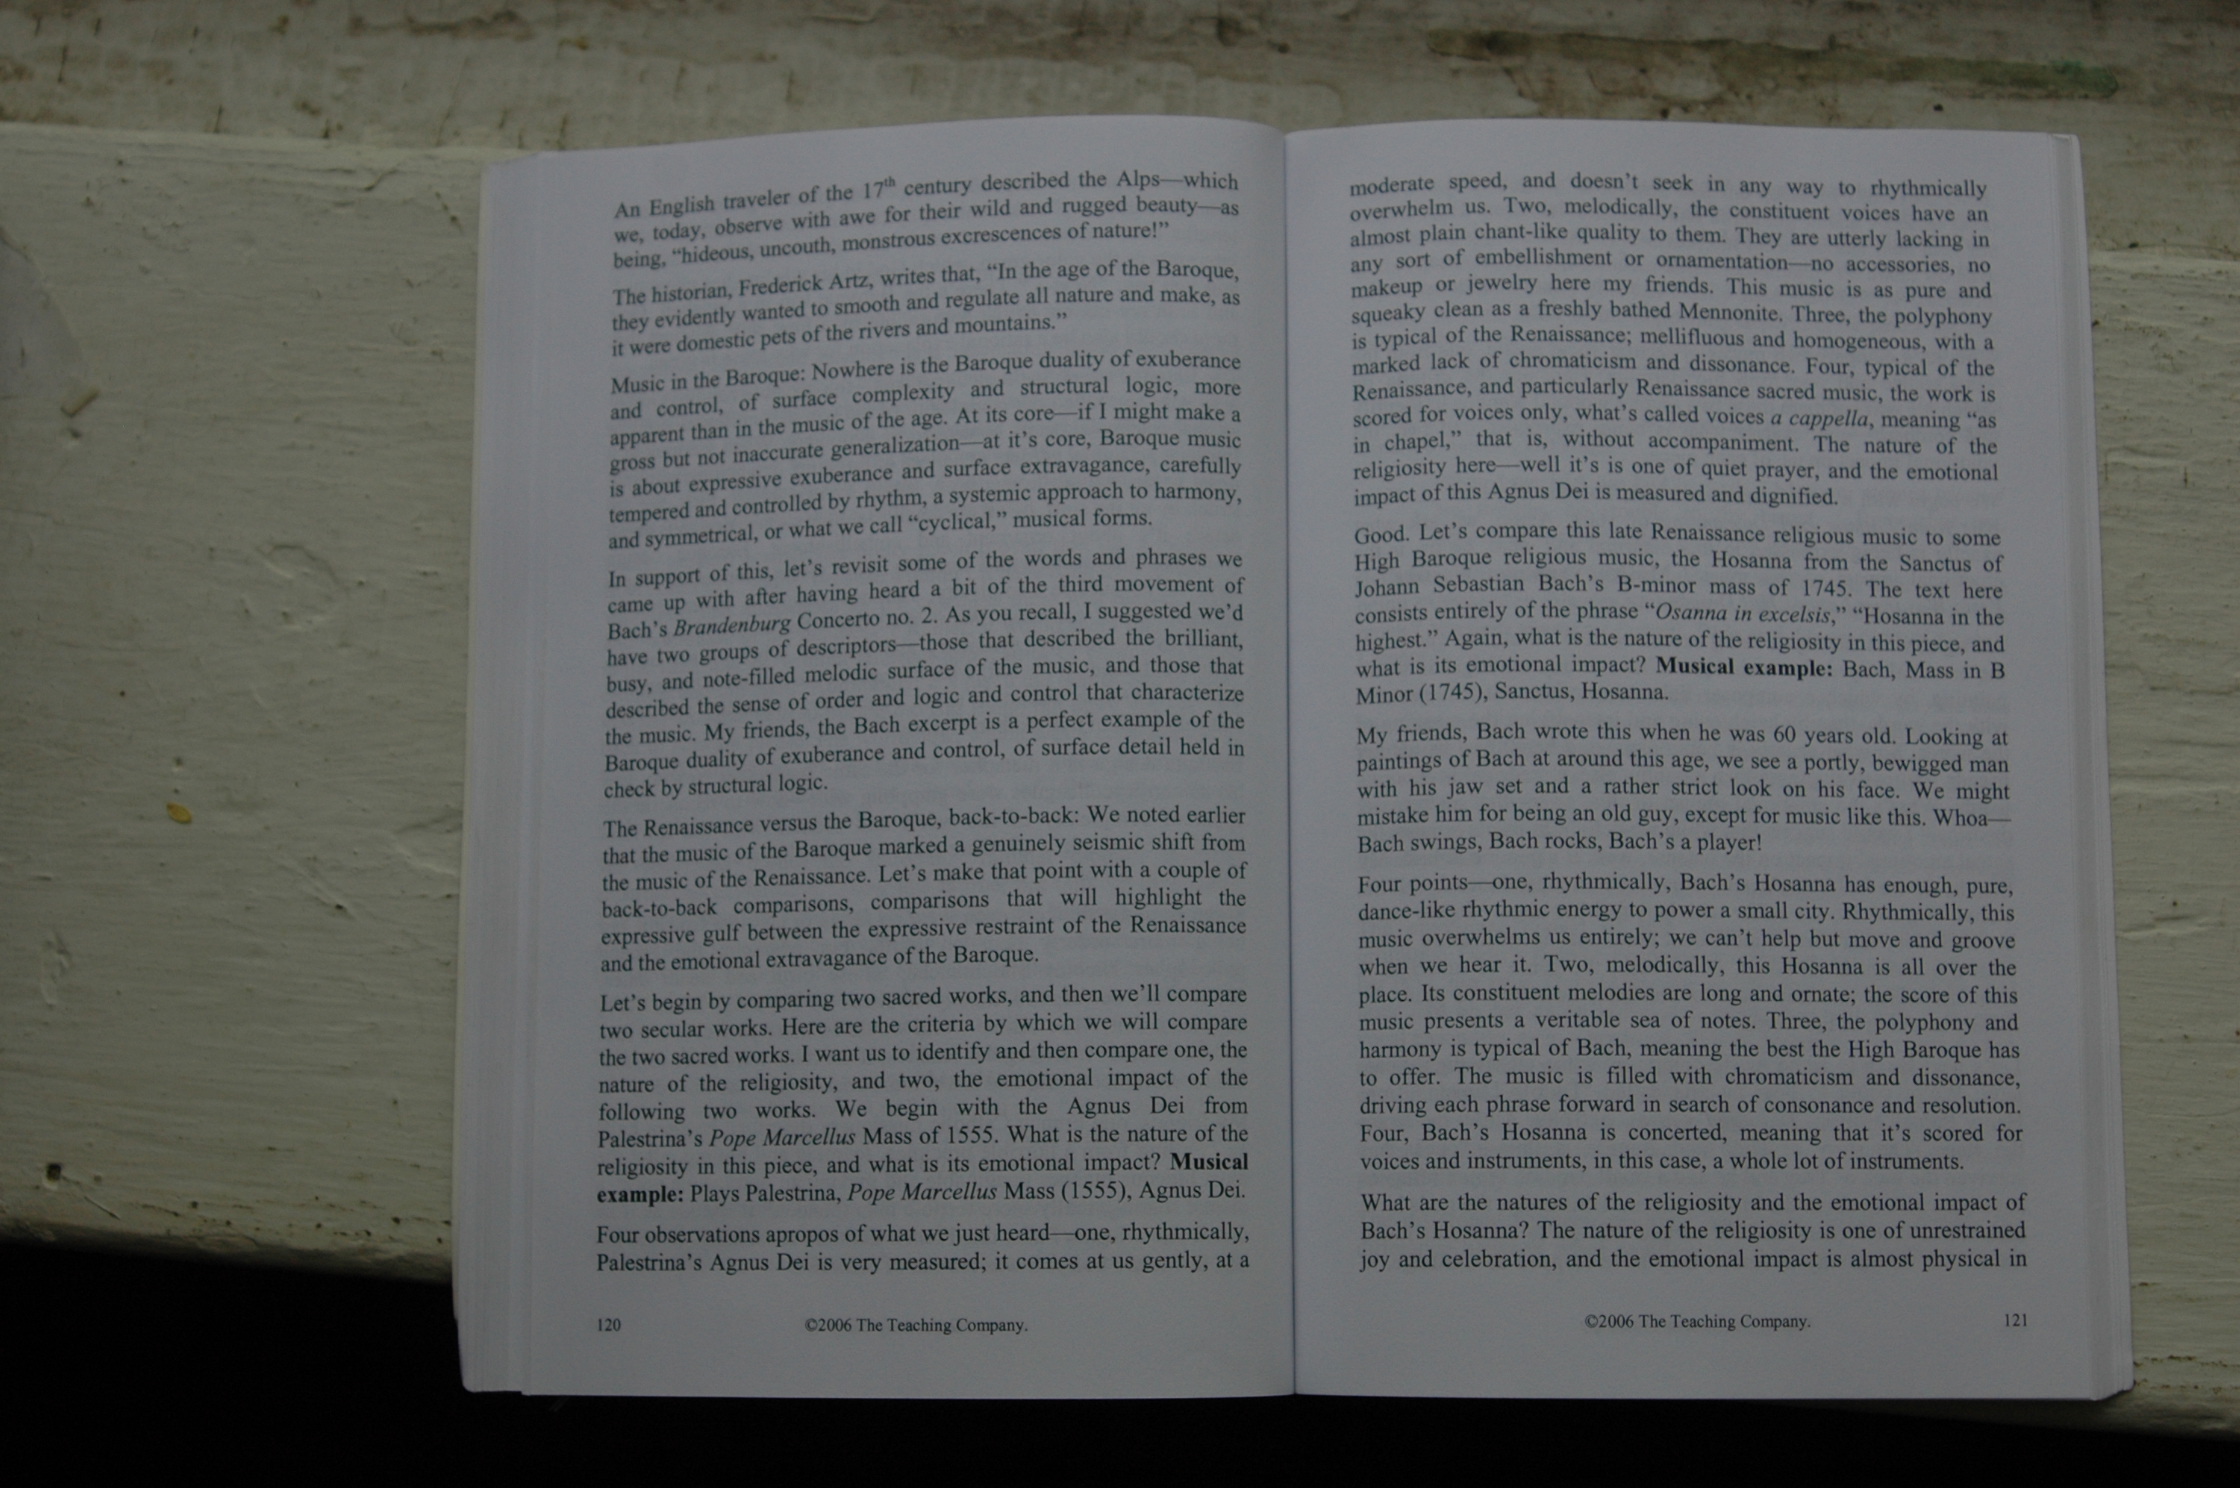 An English traveler of the 17th century described the Alps—which
we, today, observe with awe for their wild and rugged beauty—as
being, "hideous, uncouth, monstrous excrescences of nature!"
The historian, Frederick Artz, writes that, "In the age of the Baroque,
they evidently wanted to smooth and regulate all nature and make, as
it were domestic pets of the rivers and mountains."
Music in the Baroque: Nowhere is the Baroque duality of exuberance
and control, of surface complexity and structural logic, more
apparent than in the music of the age. At its core—if I might make a
gross but not inaccurate generalization—at it's core, Baroque music
is about expressive exuberance and surface extravagance, carefully
tempered and controlled by rhythm, a systemic approach to harmony,
and symmetrical, or what we call "cyclical," musical forms.
In support of this, let's revisit some of the words and phrases we
came up with after having heard a bit of the third movement of
Bach's Brandenburg Concerto no. 2. As you recall, I suggested we'd
have two groups of descriptors—those that described the brilliant,
busy, and note-filled melodic surface of the music, and those that
described the sense of order and logic and control that characterize
the music. My friends, the Bach excerpt is a perfect example of the
Baroque duality of exuberance and control, of surface detail held in
check by structural logic.
The Renaissance versus the Baroque, back-to-back: We noted earlier
that the music of the Baroque marked a genuinely seismic shift from
the music of the Renaissance. Let's make that point with a couple of
back-to-back comparisons, comparisons that will highlight the
expressive gulf between the expressive restraint of the Renaissance
and the emotional extravagance of the Baroque.
Let's begin by comparing two sacred works, and then we'll compare
two secular works. Here are the criteria by which we will compare
the two sacred works. I want us to identify and then compare one, the
nature of the religiosity, and two, the emotional impact of the
following two works. We begin with the Agnus Dei from
Palestrina's Pope Marcellus Mass of 1555. What is the nature of the
religiosity in this piece, and what is its emotional impact? Musical
example: Plays Palestrina, Pope Marcellus Mass (1555), Agnus Dei.
Four observations apropos of what we just heard—one, rhythmically,
Palestrina's Agnus Dei is very measured; it comes at us gently, at a
120
©2006 The Teaching Company.
moderate speed, and doesn't seek in any way to rhythmically
overwhelm us. Two, melodically, the constituent voices have an
almost plain chant-like quality to them. They are utterly lacking in
any sort of embellishment or ornamentation—no accessories, no
makeup or jewelry here my friends. This music is as pure and
squeaky clean as a freshly bathed Mennonite. Three, the polyphony
is typical of the Renaissance; mellifluous and homogeneous, with a
marked lack of chromaticism and dissonance. Four, typical of the
Renaissance, and particularly Renaissance sacred music, the work is
scored for voices only, what's called voices a cappella, meaning "as
in chapel," that is, without accompaniment. The nature of the
religiosity here—well it's is one of quiet prayer, and the emotional
impact of this Agnus Dei is measured and dignified.
Good. Let's compare this late Renaissance religious music to some
High Baroque religious music, the Hosanna from the Sanctus of
Johann Sebastian Bach's B-minor mass of 1745. The text here
consists entirely of the phrase "Osanna in excelsis," "Hosanna in the
highest." Again, what is the nature of the religiosity in this piece, and
what is its emotional impact? Musical example: Bach, Mass in B
Minor (1745), Sanctus, Hosanna.
My friends, Bach wrote this when he was 60 years old. Looking at
paintings of Bach at around this age, we see a portly, bewigged man
with his jaw set and a rather strict look on his face. We might
mistake him for being an old guy, except for music like this. Whoa—
Bach swings, Bach rocks, Bach's a player!
Four points—one, rhythmically, Bach's Hosanna has enough, pure,
dance-like rhythmic energy to power a small city. Rhythmically, this
music overwhelms us entirely; we can't help but move and groove
when we hear it. Two, melodically, this Hosanna is all over the
place. Its constituent melodies are long and ornate; the score of this
music presents a veritable sea of notes. Three, the polyphony and
harmony is typical of Bach, meaning the best the High Baroque has
to offer. The music is filled with chromaticism and dissonance,
driving each phrase forward in search of consonance and resolution.
Four, Bach's Hosanna is concerted, meaning that it's scored for
voices and instruments, in this case, a whole lot of instruments.
What are the natures of the religiosity and the emotional impact of
Bach's Hosanna? The nature of the religiosity is one of unrestrained
joy and celebration, and the emotional impact is almost physical in
©2006 The Teaching Company.
121